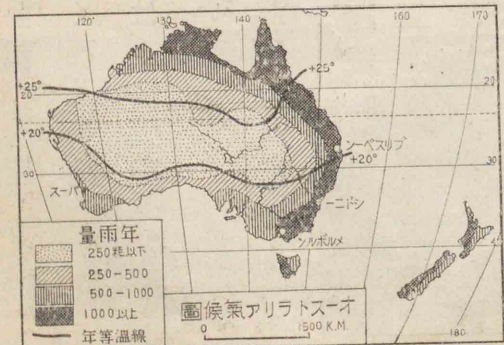 120°
130
140
150
160
170
+25°
+25°
20
+20°
+20°
30
ブリスベーン
パース
シドニー
メルボルン
180
年雨量
250粍以下
250-500
500-1000
1000以上
年等溫線
オーストラリア氣候圖
0 1500 K.M.